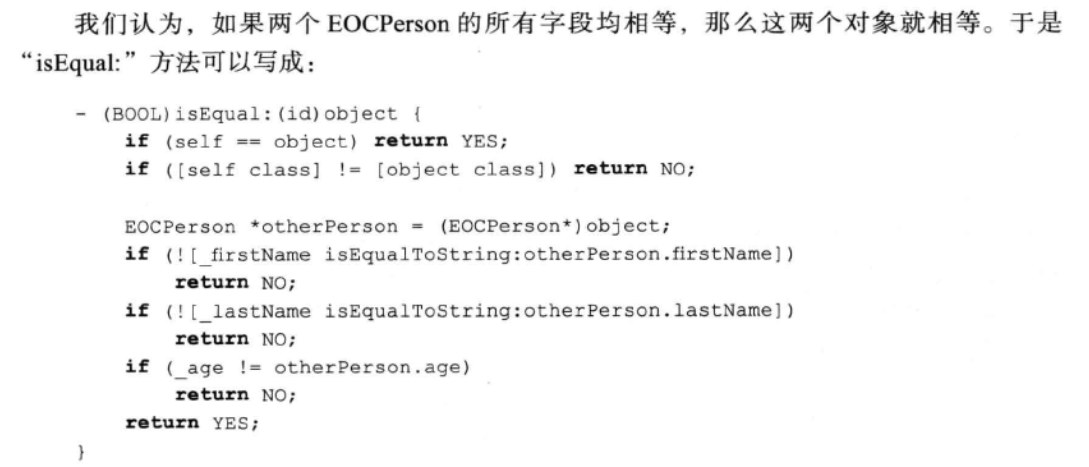 我们认为，如果两个 EOCPerson 的所有字段均相等，那么这两个对象就相等。于是
“isEqual:”方法可以写成：
- (BOOL)isEqual:(id)object {
    if (self == object) return YES;
    if ([self class] != [object class]) return NO;

    EOCPerson *otherPerson = (EOCPerson*)object;
    if (![_firstName isEqualToString:otherPerson.firstName])
        return NO;
    if (![_lastName isEqualToString:otherPerson.lastName])
        return NO;
    if (_age != otherPerson.age)
        return NO;
    return YES;
}